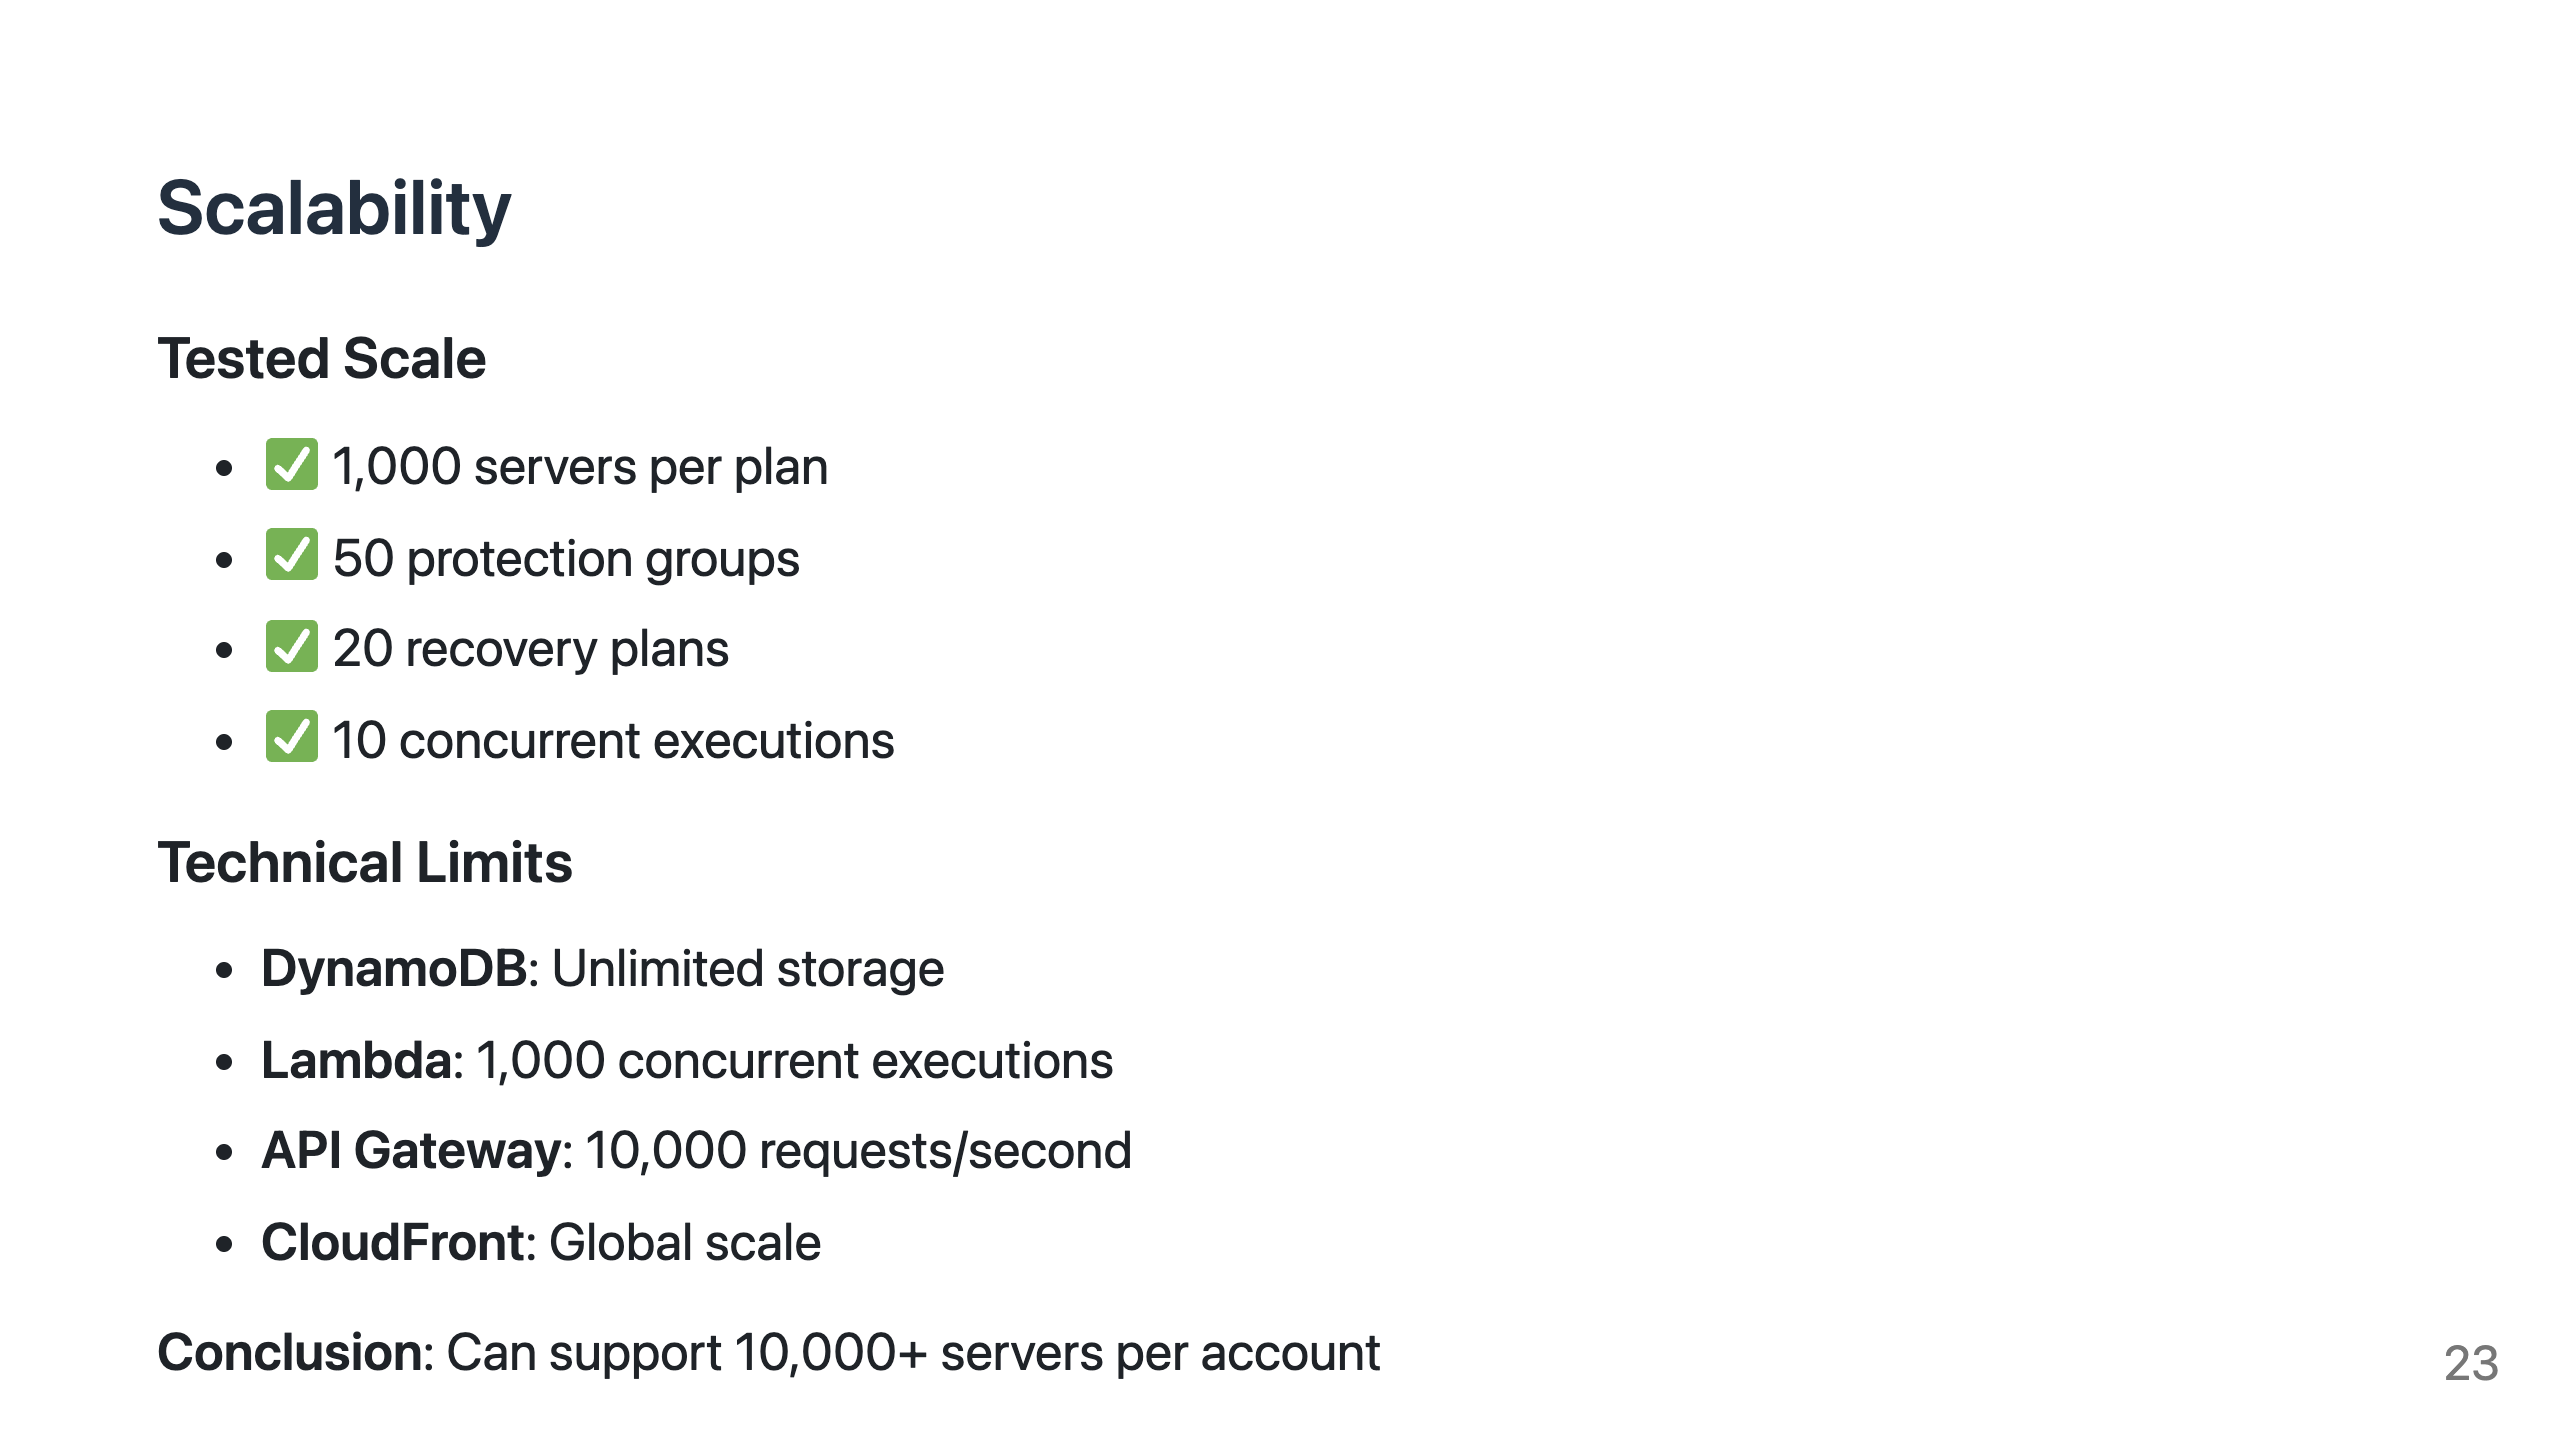 Scalability
Tested Scale
• ✅ 1,000 servers per plan
• ✅ 50 protection groups
• ✅ 20 recovery plans
• ✅ 10 concurrent executions
Technical Limits
• DynamoDB: Unlimited storage
• Lambda: 1,000 concurrent executions
• API Gateway: 10,000 requests/second
• CloudFront: Global scale
Conclusion: Can support 10,000+ servers per account
23